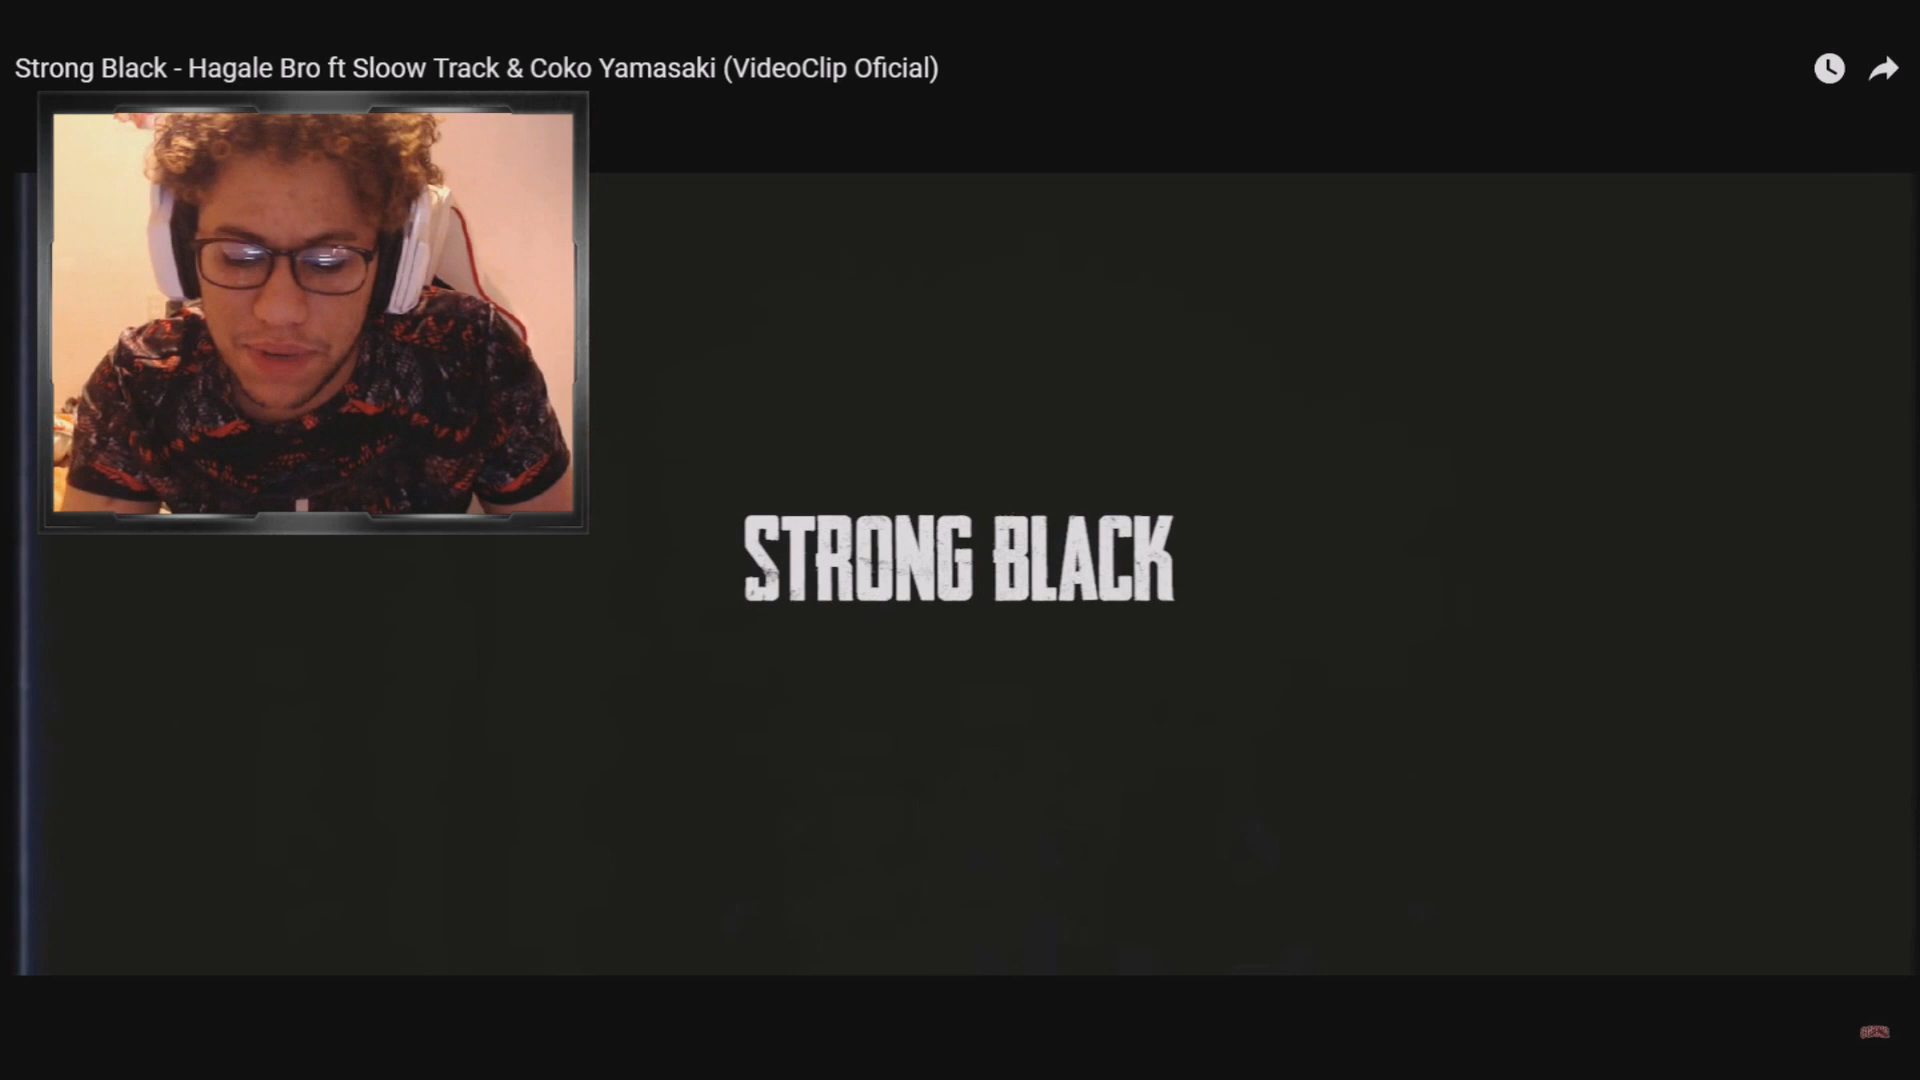 Strong Black - Hagale Bro ft Sloow Track & Coko Yamasaki (VideoClip Oficial)
STRONG BLACK